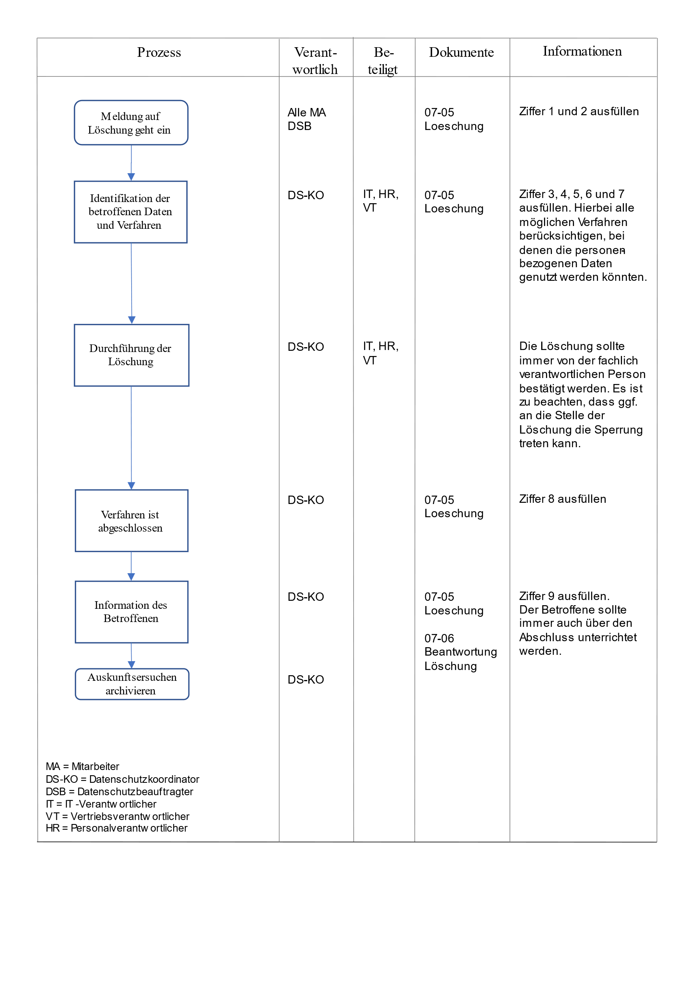 Prozess
Verant-
wortlich
Be-
teiligt
Dokumente
Informationen
Meldung auf
Löschung geht ein
Alle MA
DSB
07-05
Loeschung
Ziffer 1 und 2 ausfüllen
Identifikation der
betroffenen Daten
und Verfahren
DS-KO
IT, HR,
VT
07-05
Loeschung
Ziffer 3, 4, 5, 6 und 7
ausfüllen. Hierbei alle
möglichen Verfahren
berücksichtigen, bei
denen die personen-
bezogenen Daten
genutzt werden könnten.
Durchführung der
Löschung
DS-KO
IT, HR,
VT
Die Löschung sollte
immer von der fachlich
verantwortlichen Person
bestätigt werden. Es ist
zu beachten, dass ggf.
an die Stelle der
Löschung die Sperrung
treten kann.
Verfahren ist
abgeschlossen
DS-KO
07-05
Loeschung
Ziffer 8 ausfüllen
Information des
Betroffenen
DS-KO
07-05
Loeschung
07-06
Beantwortung
Löschung
Ziffer 9 ausfüllen.
Der Betroffene sollte
immer auch über den
Abschluss unterrichtet
werden.
Auskunftsersuchen
archivieren
DS-KO
MA = Mitarbeiter
DS-KO = Datenschutzkoordinator
DSB = Datenschutzbeauftragter
IT = IT-Verantwortlicher
VT = Vertriebsverantwortlicher
HR = Personalverantwortlicher